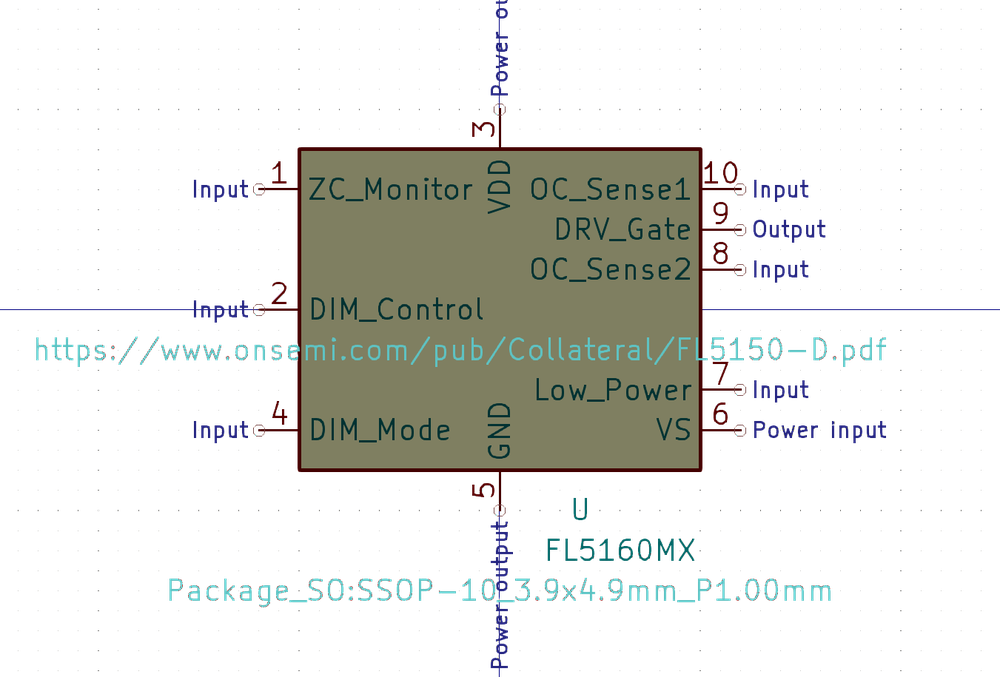 Power ou
3
VDD
1
Input
ZC_Monitor
OC_Sense1
10
Input
DRV_Gate
9
Output
OC_Sense2
8
Input
2
Input
DIM_Control
https://www.onsemi.com/pub/Collateral/FL5150-D.pdf
Low_Power
7
Input
4
Input
DIM_Mode
GND
VS
6
Power input
5
Power output
U
FL5160MX
Package_SO:SSOP-10_3.9x4.9mm_P1.00mm